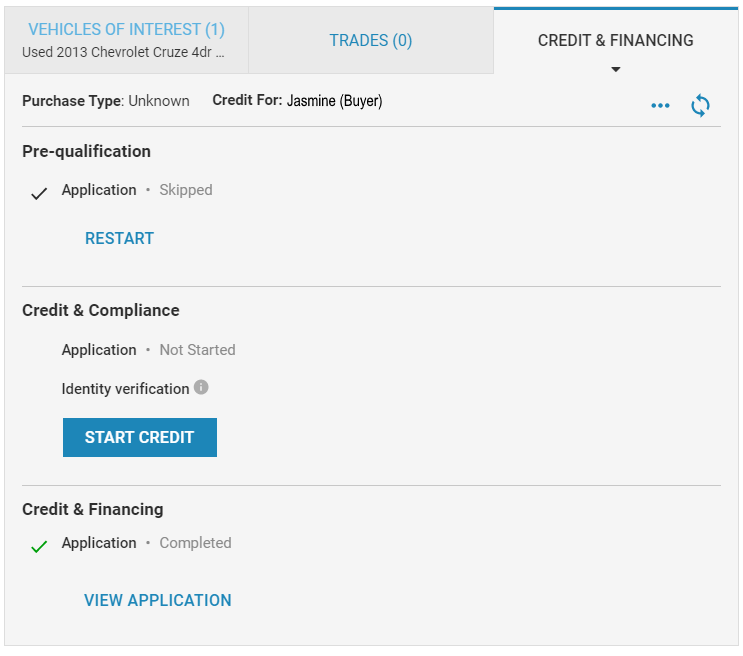 VEHICLES OF INTEREST (1)
Used 2013 Chevrolet Cruze 4dr ...
TRADES (0)
CREDIT & FINANCING
Purchase Type: Unknown
Credit For: Jasmine (Buyer)
Pre-qualification
Application • Skipped
RESTART
Credit & Compliance
Application • Not Started
Identity verification
START CREDIT
Credit & Financing
Application • Completed
VIEW APPLICATION